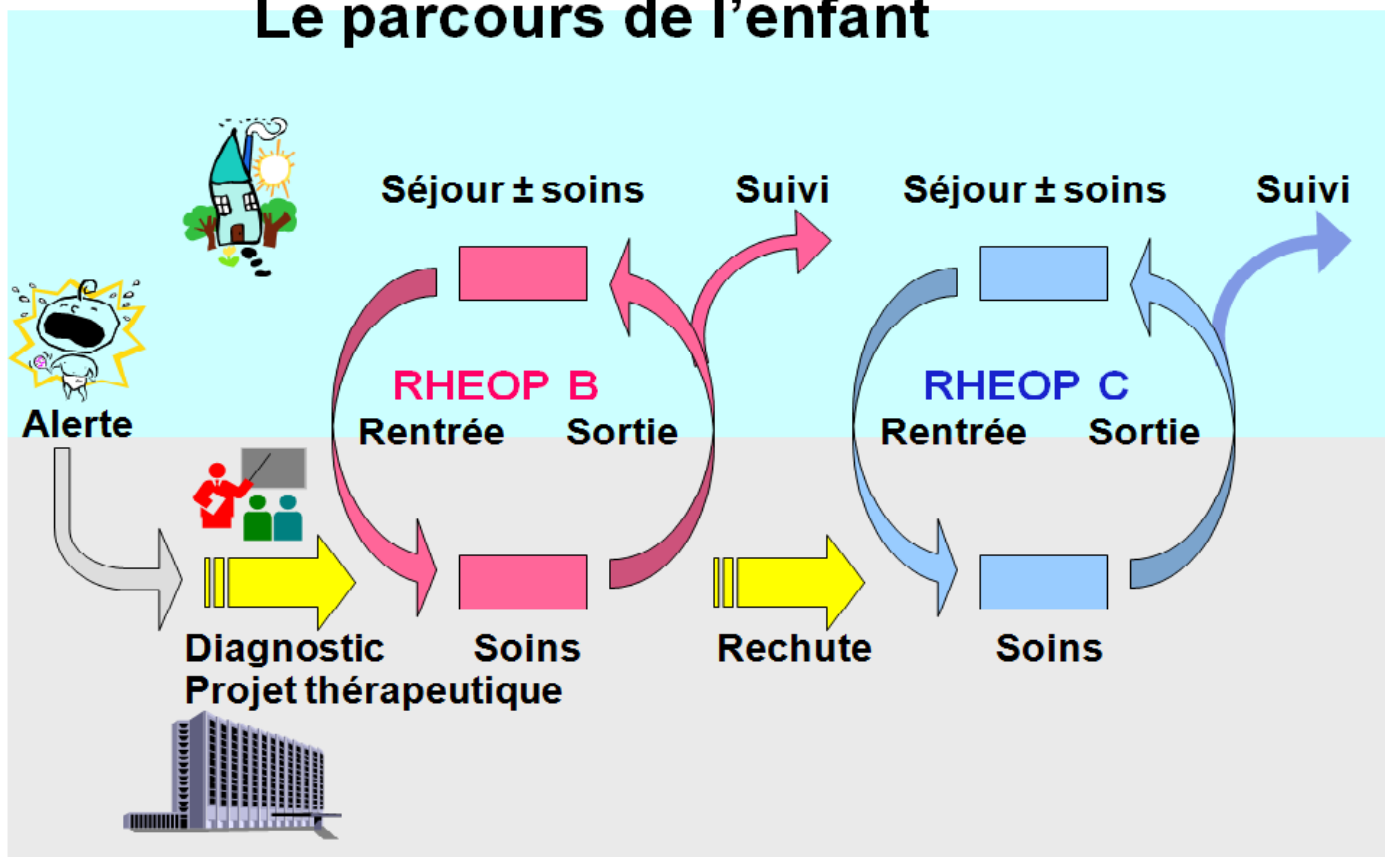 Le parcours de l'enfant
Séjour ± soins
Suivi
Séjour ± soins
Suivi
RHEOP B
RHEOP C
Alerte
Rentrée
Sortie
Rentrée
Sortie
Diagnostic
Projet thérapeutique
Soins
Rechute
Soins